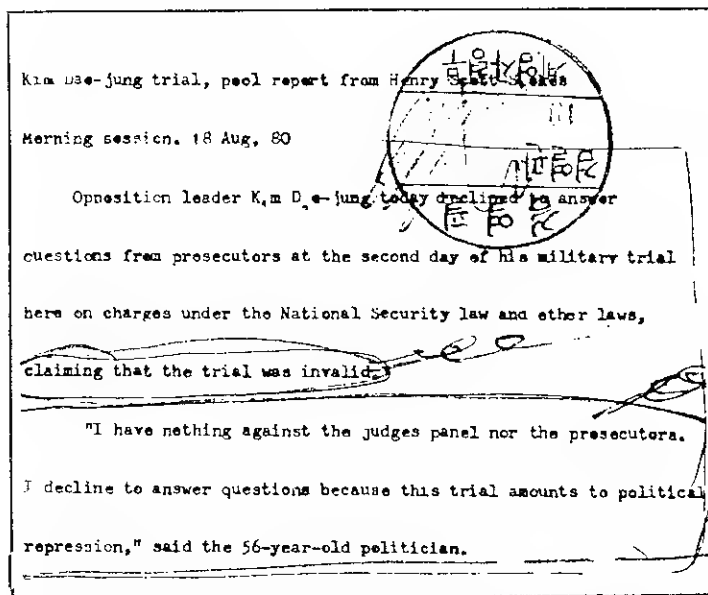 Kim Dae-jung trial, pool report from Henry Scott-Stokes
Morning session. 18 Aug, 80
Opposition leader Kim Dae-jung today declined to answer
questions from prosecutors at the second day of his military trial
here on charges under the National Security law and other laws,
claiming that the trial was invalid.
"I have nothing against the judges panel nor the prosecutors.
I decline to answer questions because this trial amounts to political
repression," said the 56-year-old politician.